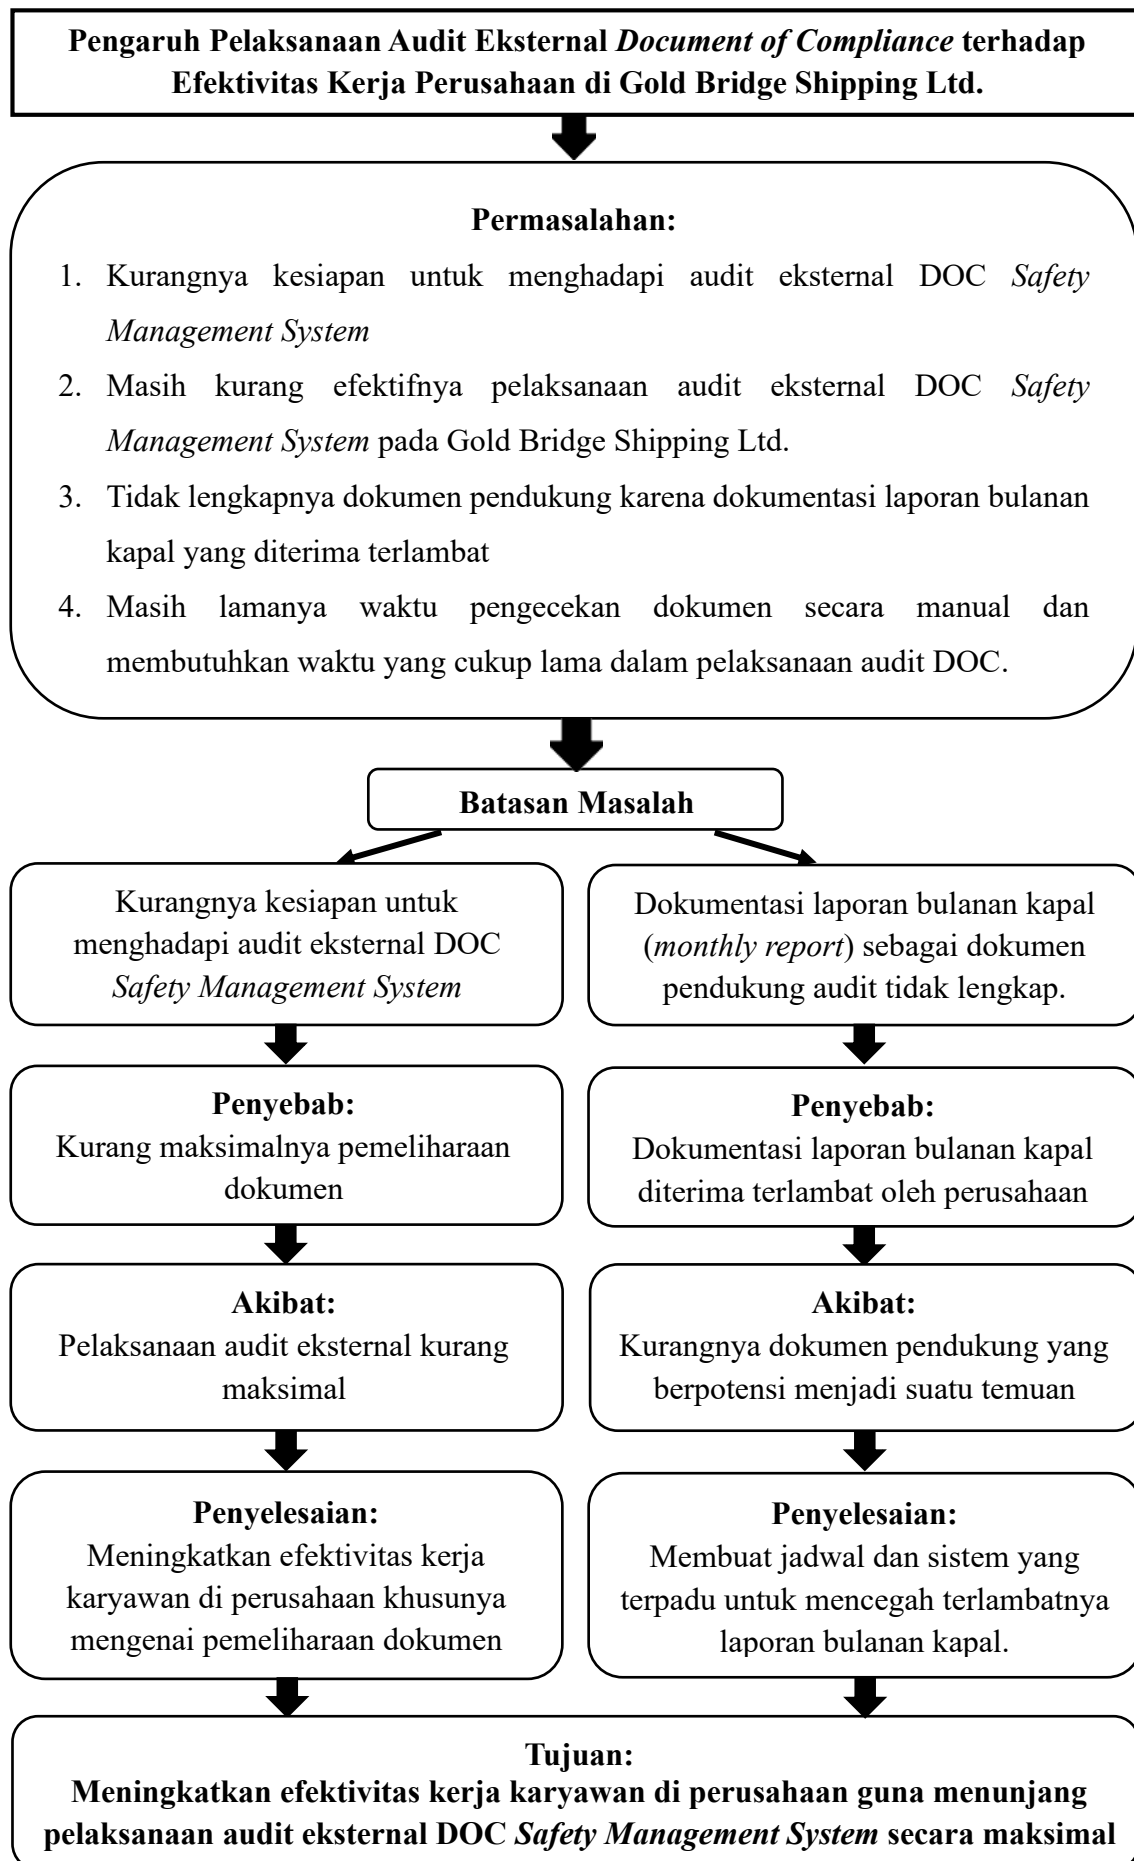 Pengaruh Pelaksanaan Audit Eksternal Document of Compliance terhadap
Efektivitas Kerja Perusahaan di Gold Bridge Shipping Ltd.
Permasalahan:
1. Kurangnya kesiapan untuk menghadapi audit eksternal DOC Safety
Management System
2. Masih kurang efektifnya pelaksanaan audit eksternal DOC Safety
Management System pada Gold Bridge Shipping Ltd.
3. Tidak lengkapnya dokumen pendukung karena dokumentasi laporan bulanan
kapal yang diterima terlambat
4. Masih lamanya waktu pengecekan dokumen secara manual dan
membutuhkan waktu yang cukup lama dalam pelaksanaan audit DOC.
Batasan Masalah
Kurangnya kesiapan untuk
menghadapi audit eksternal DOC
Safety Management System
Dokumentasi laporan bulanan kapal
(monthly report) sebagai dokumen
pendukung audit tidak lengkap.
Penyebab:
Kurang maksimalnya pemeliharaan
dokumen
Penyebab:
Dokumentasi laporan bulanan kapal
diterima terlambat oleh perusahaan
Akibat:
Pelaksanaan audit eksternal kurang
maksimal
Akibat:
Kurangnya dokumen pendukung yang
berpotensi menjadi suatu temuan
Penyelesaian:
Meningkatkan efektivitas kerja
karyawan di perusahaan khusunya
mengenai pemeliharaan dokumen
Penyelesaian:
Membuat jadwal dan sistem yang
terpadu untuk mencegah terlambatnya
laporan bulanan kapal.
Tujuan:
Meningkatkan efektivitas kerja karyawan di perusahaan guna menunjang
pelaksanaan audit eksternal DOC Safety Management System secara maksimal